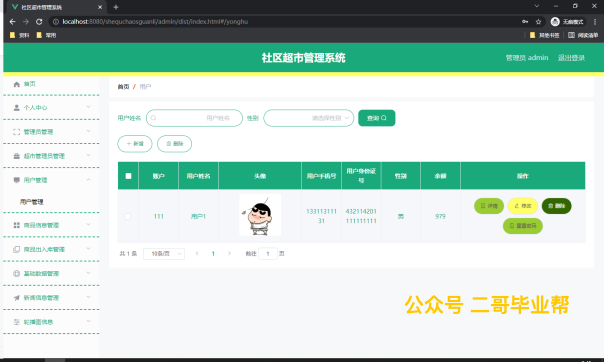 社区超市管理系统
localhost:8080/shequchaoshiguanli/admin/dist/index.html#/yonghu
无痕模式
资料
常用
其他书签
阅读清单
社区超市管理系统
管理员 admin
退出登录
首页
个人中心
管理员管理
超市管理员管理
用户管理
用户管理
商品信息管理
商品出入库管理
基础数据管理
新闻信息管理
轮播图信息
首页 / 用户
用户姓名
用户姓名
性别
请选择性别
查询
+ 新增
删除
账户 用户姓名 头像 用户手机号 用户身份证号 性别 余额 操作
111 用户1 13311311131 432114201111111111 男 979
详情
修改
删除
重置密码
共 1 条
10条/页
1
前往 1 页
公众号 二哥毕业帮